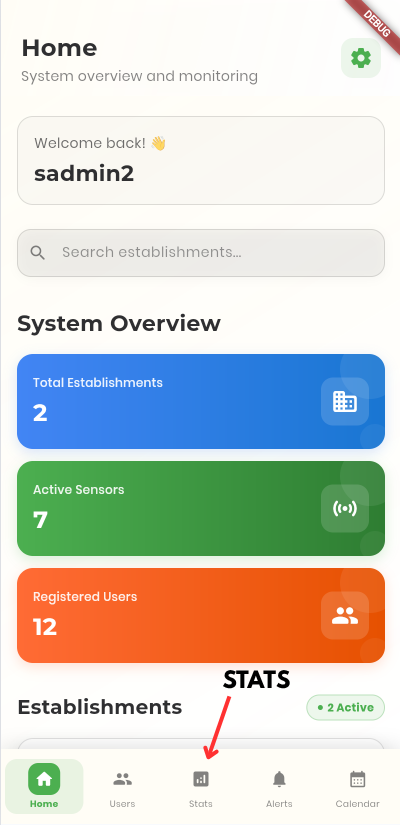 DEBUG
Home
System overview and monitoring
Welcome back! 👋
sadmin2
Search establishments...
System Overview
Total Establishments
2
Active Sensors
7
Registered Users
12
STATS
Establishments
• 2 Active
Home Users Stats Alerts Calendar